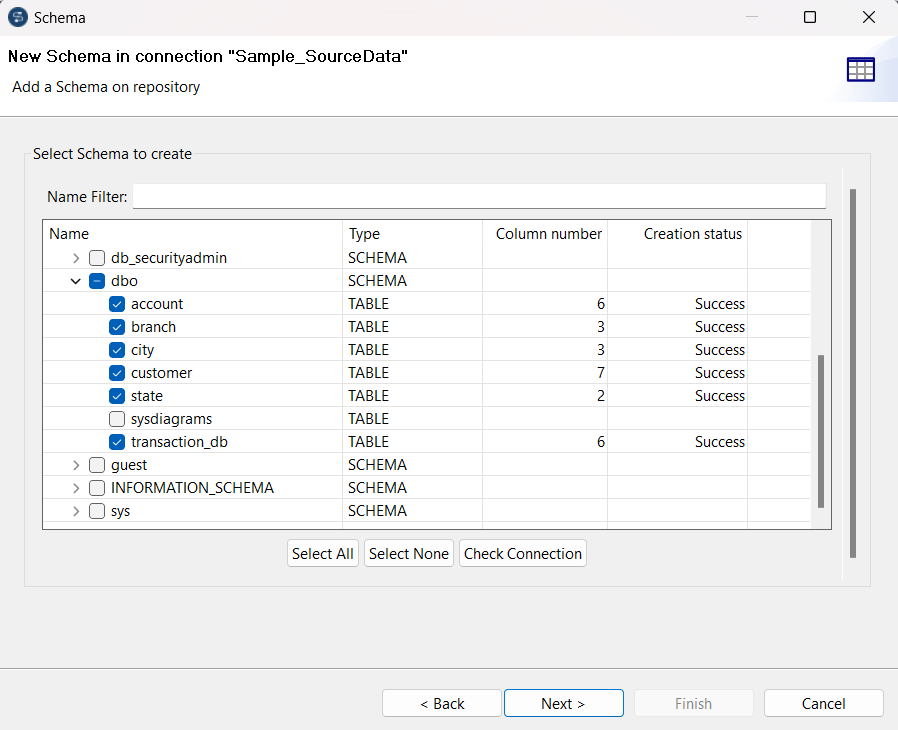 Schema
New Schema in connection "Sample_SourceData"
Add a Schema on repository
Select Schema to create
Name Filter:
Name Type Column number Creation status
db_securityadmin SCHEMA
dbo SCHEMA
account TABLE 6 Success
branch TABLE 3 Success
city TABLE 3 Success
customer TABLE 7 Success
state TABLE 2 Success
sysdiagrams TABLE
transaction_db TABLE 6 Success
guest SCHEMA
INFORMATION_SCHEMA SCHEMA
sys SCHEMA
Select All Select None Check Connection
< Back Next > Finish Cancel